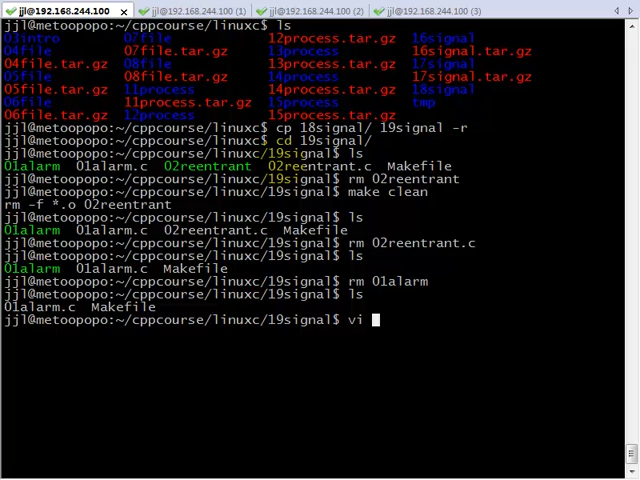 jjl@192.168.244.100 × jjl@192.168.244.100 (1) jjl@192.168.244.100 (2) jjl@192.168.244.100 (3)
jjl@metoopopo:~/cppcourse/linuxc$ ls
03intro 07file 12process.tar.gz 16signal
04file 07file.tar.gz 13process 16signal.tar.gz
04file.tar.gz 08file 13process.tar.gz 17signal
05file 08file.tar.gz 14process.tar.gz 17signal.tar.gz
05file.tar.gz 11process 14process.tar.gz 18signal
06file 11process.tar.gz 15process tmp
06file.tar.gz 12process 15process.tar.gz
jjl@metoopopo:~/cppcourse/linuxc$ cp 18signal/ 19signal -r
jjl@metoopopo:~/cppcourse/linuxc$ cd 19signal/
jjl@metoopopo:~/cppcourse/linuxc/19signal$ ls
01alarm 01alarm.c 02reentrant 02reentrant.c Makefile
jjl@metoopopo:~/cppcourse/linuxc/19signal$ rm 02reentrant
jjl@metoopopo:~/cppcourse/linuxc/19signal$ make clean
rm -f *.o 02reentrant
jjl@metoopopo:~/cppcourse/linuxc/19signal$ ls
01alarm 01alarm.c 02reentrant.c Makefile
jjl@metoopopo:~/cppcourse/linuxc/19signal$ rm 02reentrant.c
jjl@metoopopo:~/cppcourse/linuxc/19signal$ ls
01alarm 01alarm.c Makefile
jjl@metoopopo:~/cppcourse/linuxc/19signal$ rm 01alarm
jjl@metoopopo:~/cppcourse/linuxc/19signal$ ls
01alarm.c Makefile
jjl@metoopopo:~/cppcourse/linuxc/19signal$ vi